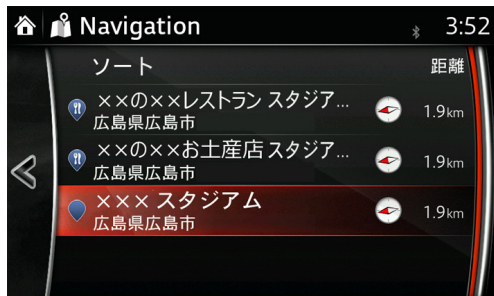 Navigation 3:52
ソート 距離
××の××レストラン スタジア...
広島県広島市
1.9km
××の××お土産店 スタジア...
広島県広島市
1.9km
××× スタジアム
広島県広島市
1.9km